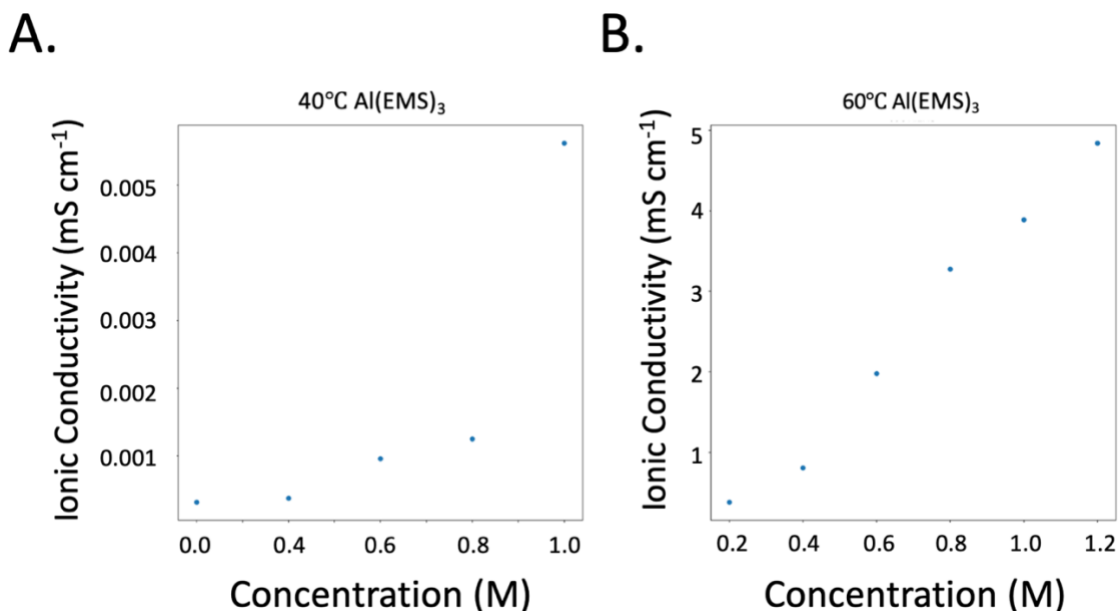 A.
40°C Al(EMS)₃
Ionic Conductivity (mS cm⁻¹)
0.005
0.004
0.003
0.002
0.001
0.0 0.4 0.6 0.8 1.0
Concentration (M)
B.
60°C Al(EMS)₃
Ionic Conductivity (mS cm⁻¹)
5
4
3
2
1
0.2 0.4 0.6 0.8 1.0 1.2
Concentration (M)